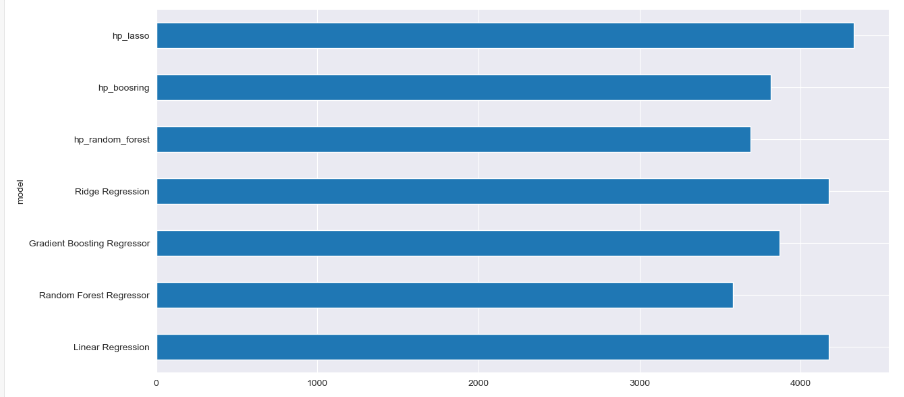 hp_lasso
hp_boosring
hp_random_forest
Ridge Regression
Gradient Boosting Regressor
Random Forest Regressor
Linear Regression
model
0 1000 2000 3000 4000